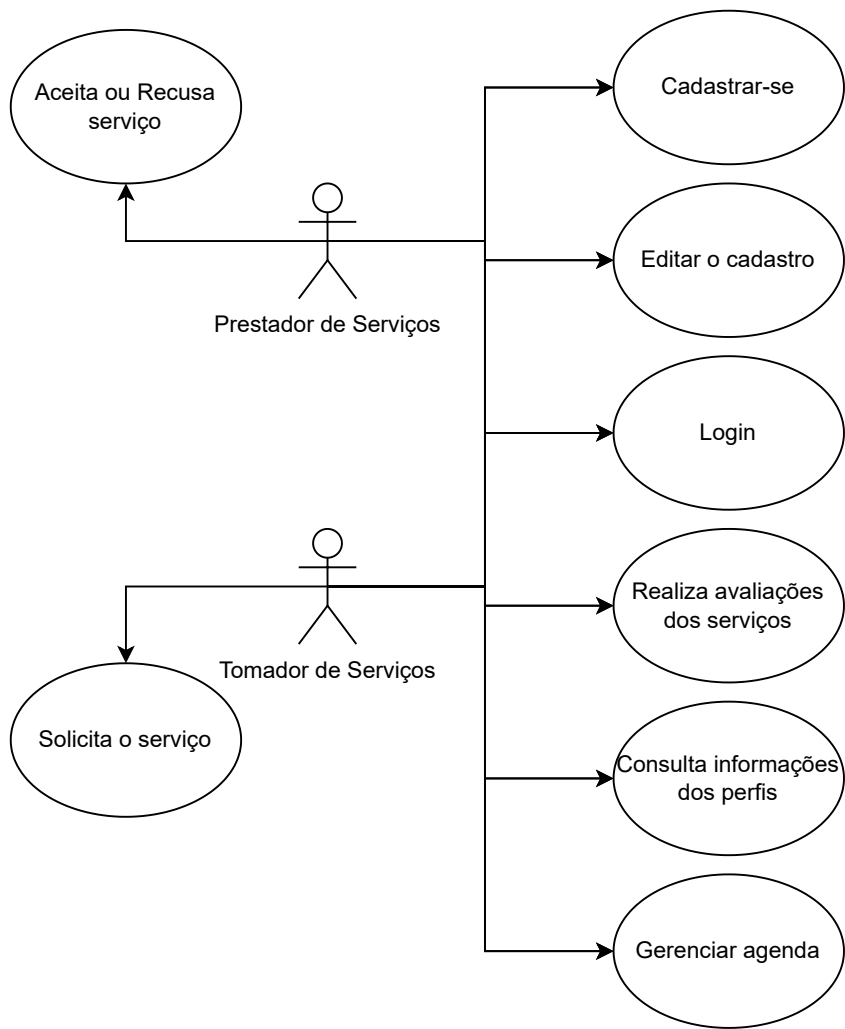 Aceita ou Recusa
serviço
Prestador de Serviços
Tomador de Serviços
Solicita o serviço
Cadastrar-se
Editar o cadastro
Login
Realiza avaliações
dos serviços
Consulta informações
dos perfis
Gerenciar agenda